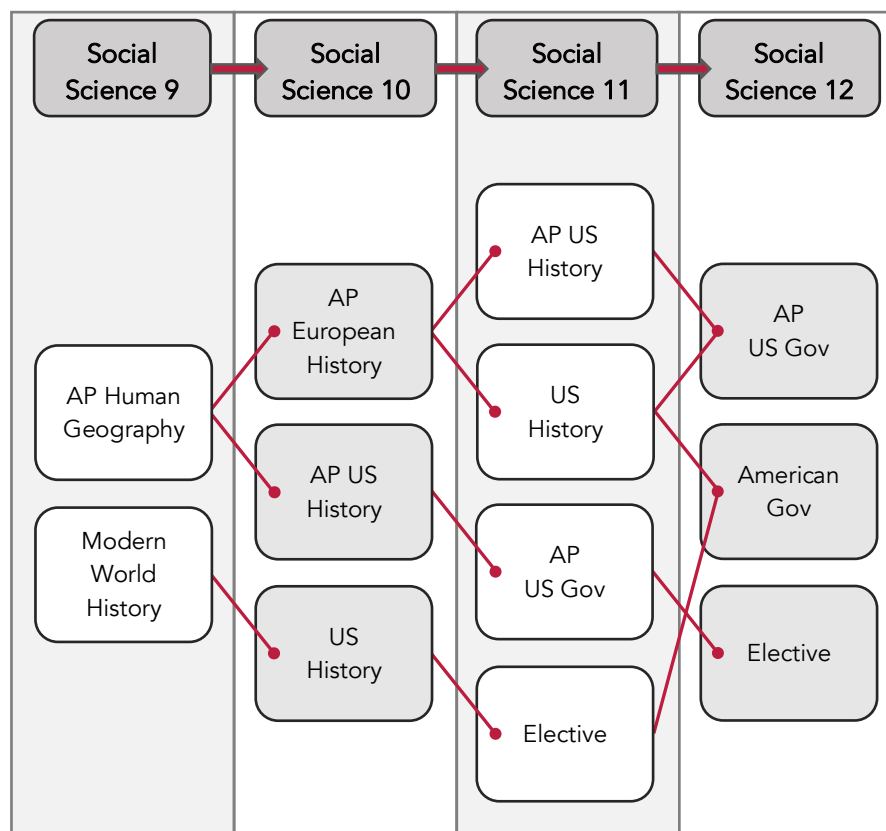 Social
Science 9
Social
Science 10
Social
Science 11
Social
Science 12
AP Human
Geography
Modern
World
History
AP
European
History
AP US
History
US
History
AP US
History
US
History
AP
US Gov
Elective
AP
US Gov
American
Gov
Elective